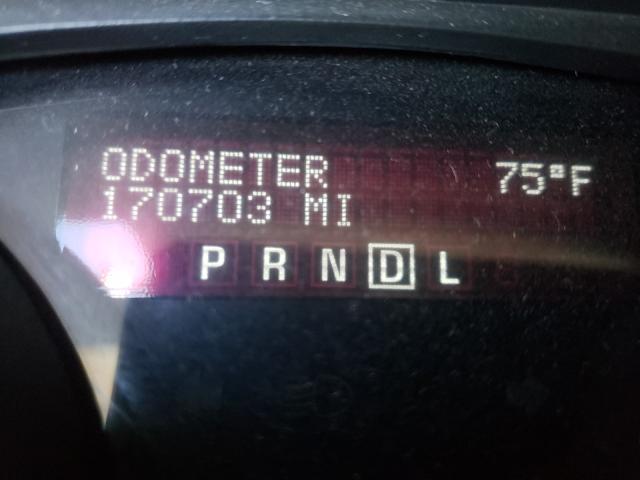 ODOMETER 75°F
170703 MI
P R N D L